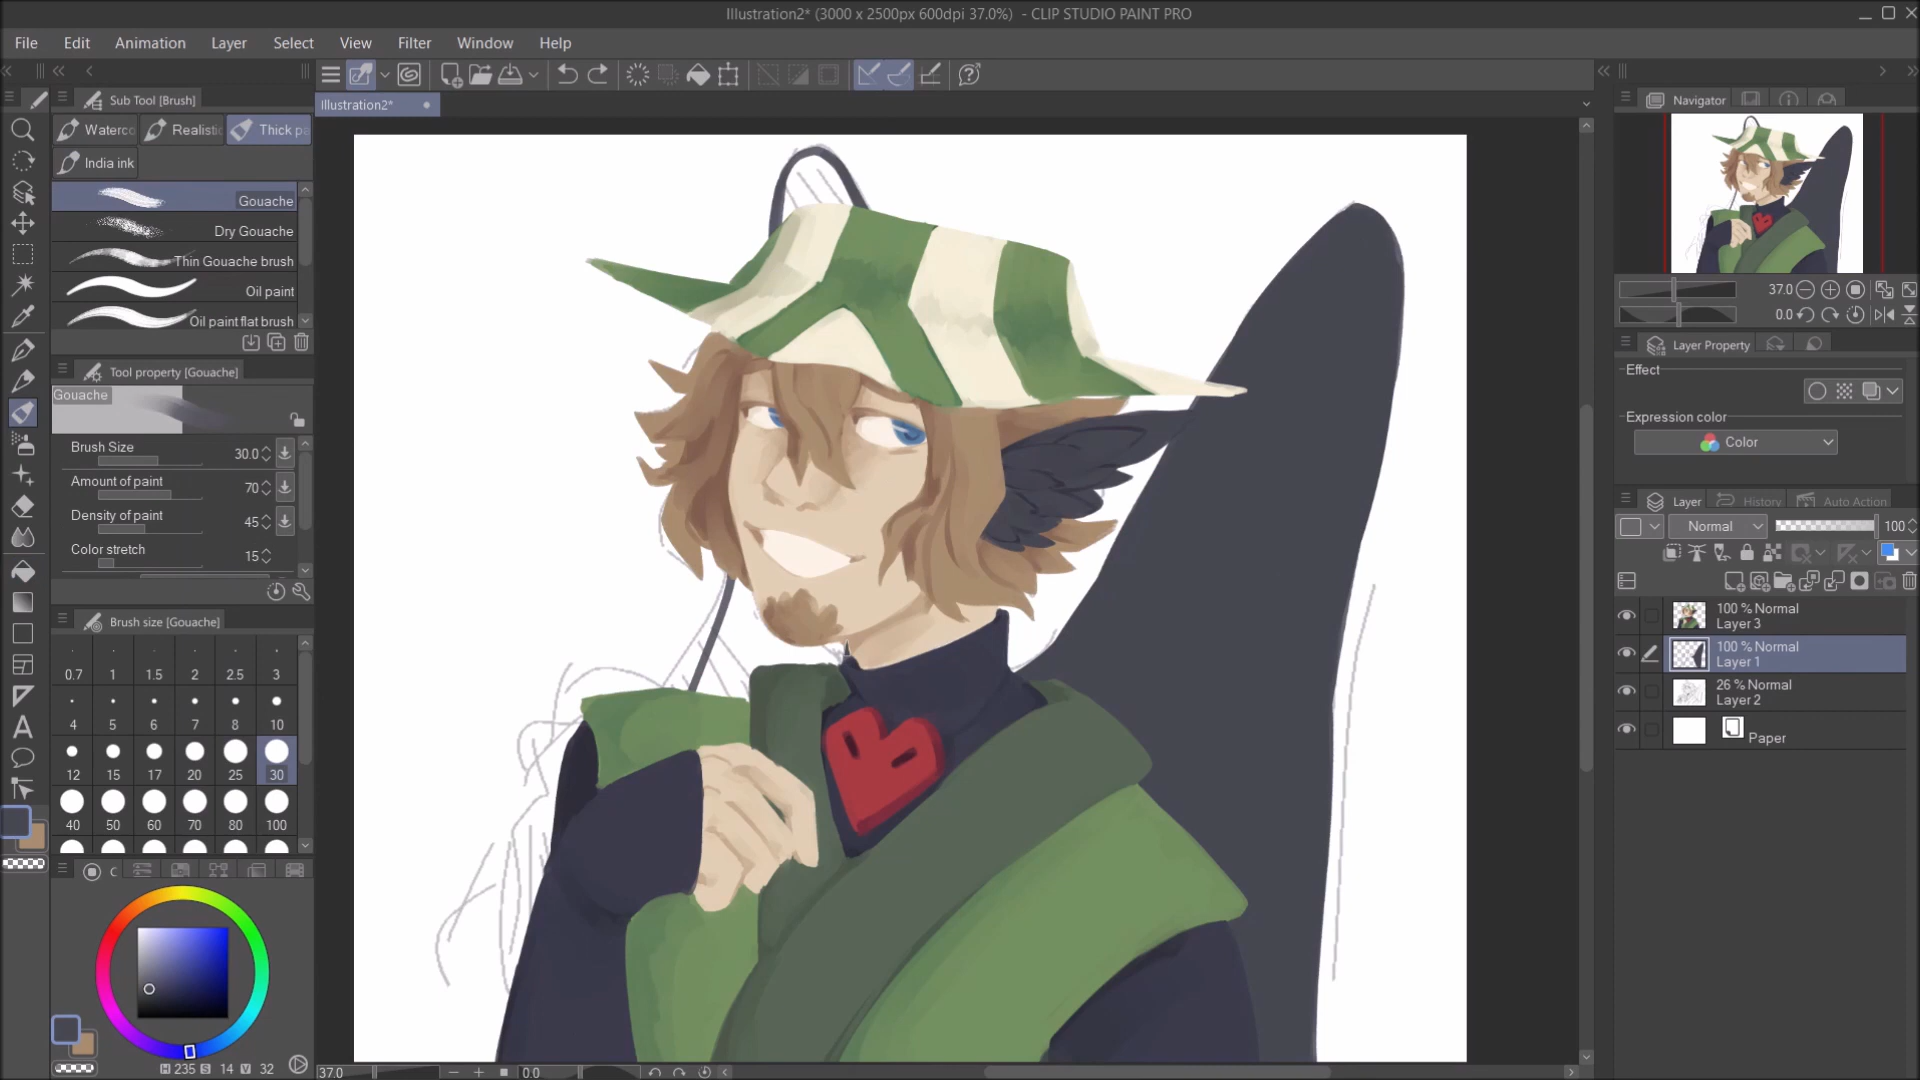 Illustration2* (3000 x 2500px 600dpi 37.0%) - CLIP STUDIO PAINT PRO
File Edit Animation Layer Select View Filter Window Help
Illustration2*
Sub Tool [Brush]
Waterco Realistic Thick pa
India ink
Gouache
Dry Gouache
Thin Gouache brush
Oil paint
Oil paint flat brush
Tool property [Gouache]
Gouache
Brush Size 30.0
Amount of paint 70
Density of paint 45
Color stretch 15
Brush size [Gouache]
0.7 1 1.5 2 2.5 3
4 5 6 7 8 10
12 15 17 20 25 30
40 50 60 70 80 100
C
H 235 S 14 V 32
37.0 0.0
Navigator
37.0
0.0
Layer Property
Effect
Expression color
Color
Layer History Auto Action
Normal 100
100 % Normal
Layer 3
100 % Normal
Layer 1
26 % Normal
Layer 2
Paper